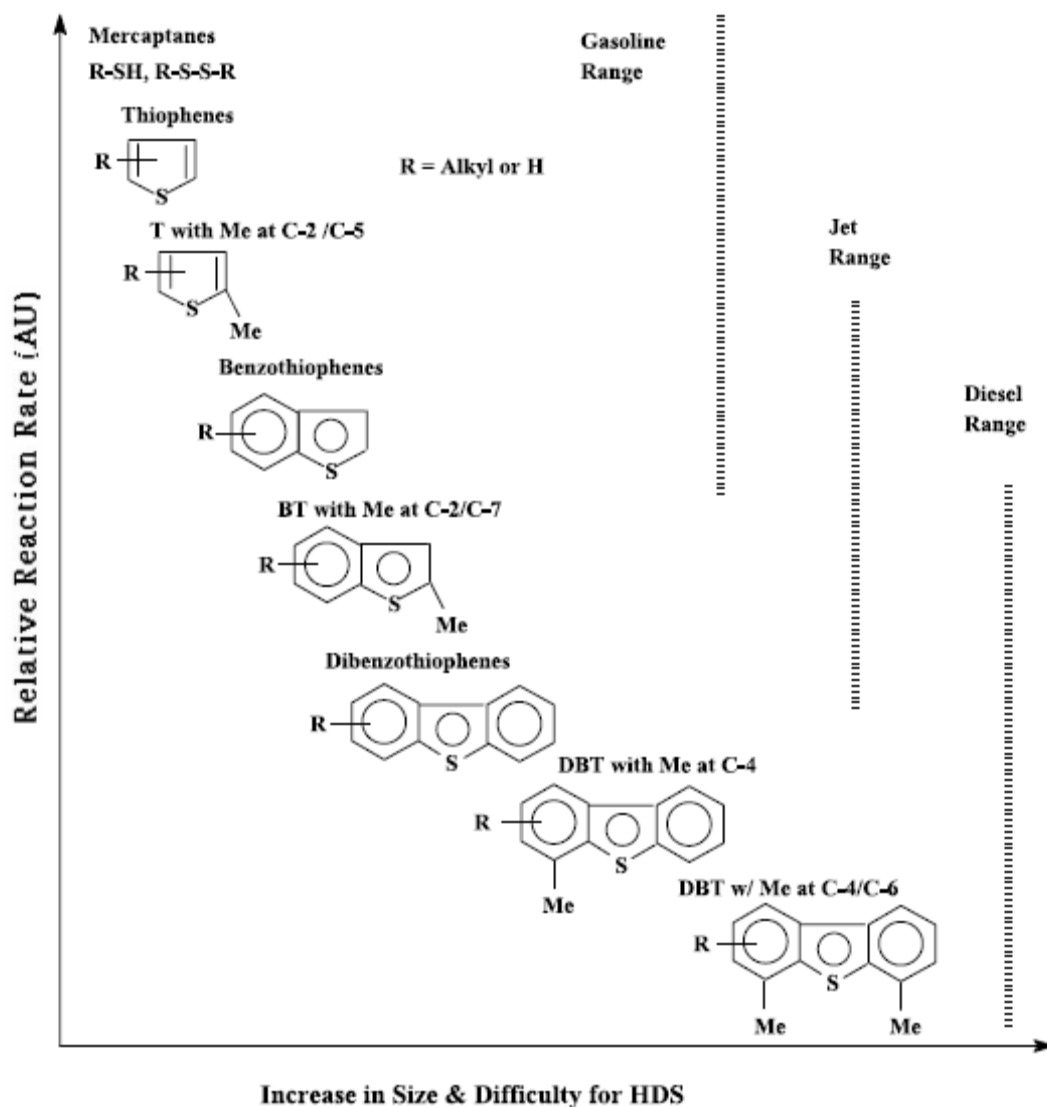 Mercaptanes
R-SH, R-S-S-R
Gasoline
Range
Thiophenes
R
S
R = Alkyl or H
T with Me at C-2 /C-5
R
S
Me
Jet
Range
Benzothiophenes
R
S
Diesel
Range
BT with Me at C-2/C-7
R
S
Me
Dibenzothiophenes
R
S
DBT with Me at C-4
R
S
Me
DBT w/ Me at C-4/C-6
R
S
Me Me
Relative Reaction Rate (AU)
Increase in Size & Difficulty for HDS